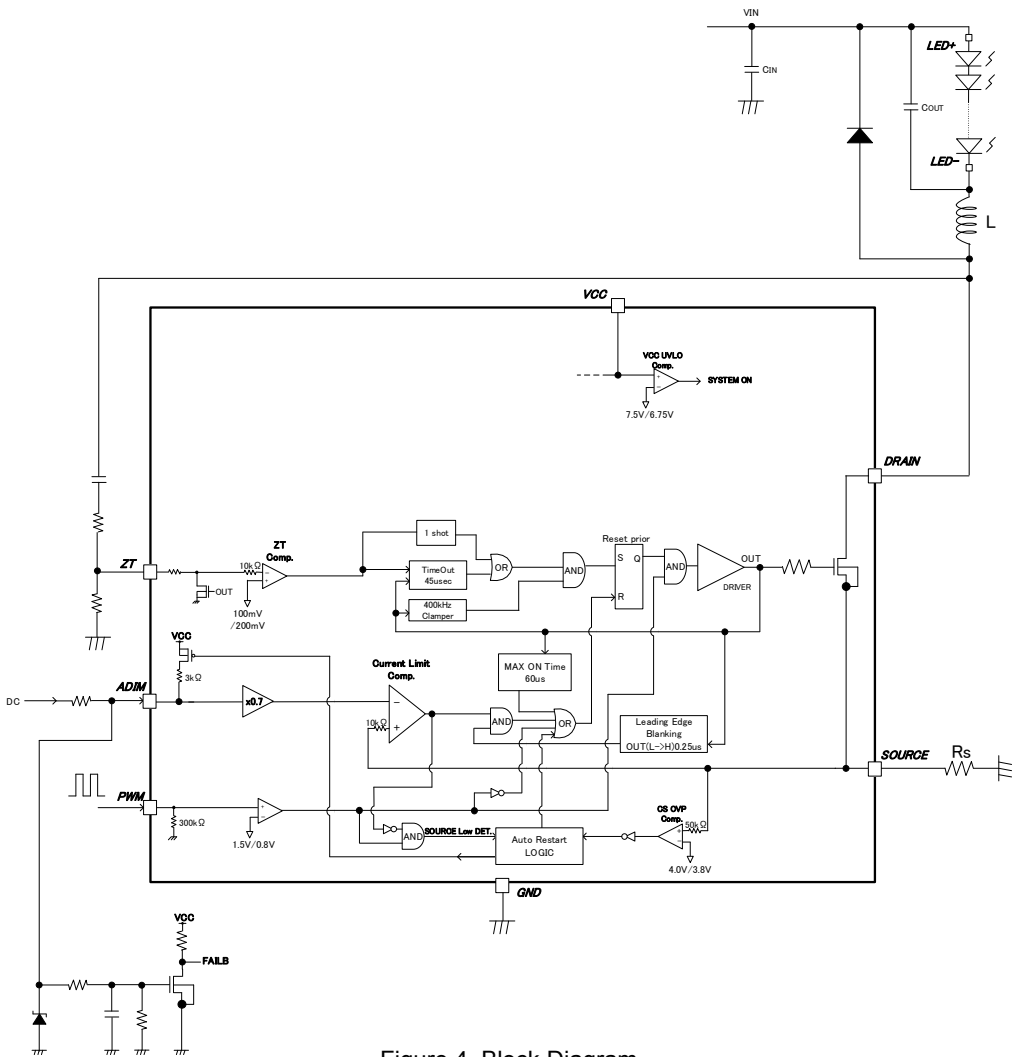 VIN
LED+
CIN
COUT
LED-
L
VCC
VCC UVLO
Comp.
SYSTEM ON
7.5V/6.75V
DRAIN
1 shot
Reset prior
ZT
ZT
Comp.
10kΩ
TimeOut
45usec
OR
AND
S Q
R
AND
OUT
DRIVER
OUT
100mV
/200mV
400kHz
Clamper
VCC
3kΩ
Current Limit
Comp.
MAX ON Time
60us
ADIM
DC
x0.7
10kΩ
AND
OR
Leading Edge
Blanking
OUT(L->H)0.25us
SOURCE
Rs
PWM
300kΩ
1.5V/0.8V
AND
SOURCE Low DET.
Auto Restart
LOGIC
CS OVP
Comp.
50kΩ
4.0V/3.8V
GND
VCC
FAILB
Figure 4. Block Diagram